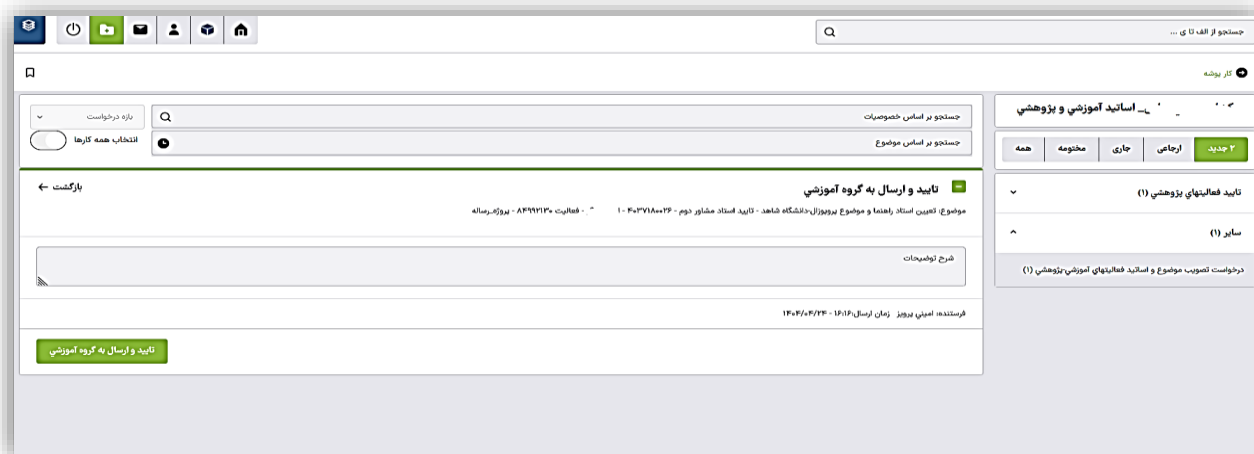 جستجو از الف تا ی ...
کار پوشه
اساتید آموزشي و پژوهشي
۲ جدید
ارجاعی
جاری
مختومه
همه
تایید فعالیتهاي پژوهشي (۱)
سایر (۱)
درخواست تصویب موضوع و اساتید فعالیتهاي آموزشي-پژوهشي (۱)
جستجو بر اساس خصوصیات
بازه درخواست
جستجو بر اساس موضوع
انتخاب همه کارها
تایید و ارسال به گروه آموزشي
بازگشت
موضوع: تعیین استاد راهنما و موضوع پروپوزال-دانشگاه شاهد - تایید استاد مشاور دوم - ۴۰۳۷۱۸۰۰۲۶ - ۱ - فعالیت ۸۴۹۹۲۱۳۰ - پروژه_رساله
شرح توضیحات
فرستنده: امیني پرویز زمان ارسال:۱۶:۱۶ - ۱۴۰۴/۰۴/۲۴
تایید و ارسال به گروه آموزشي